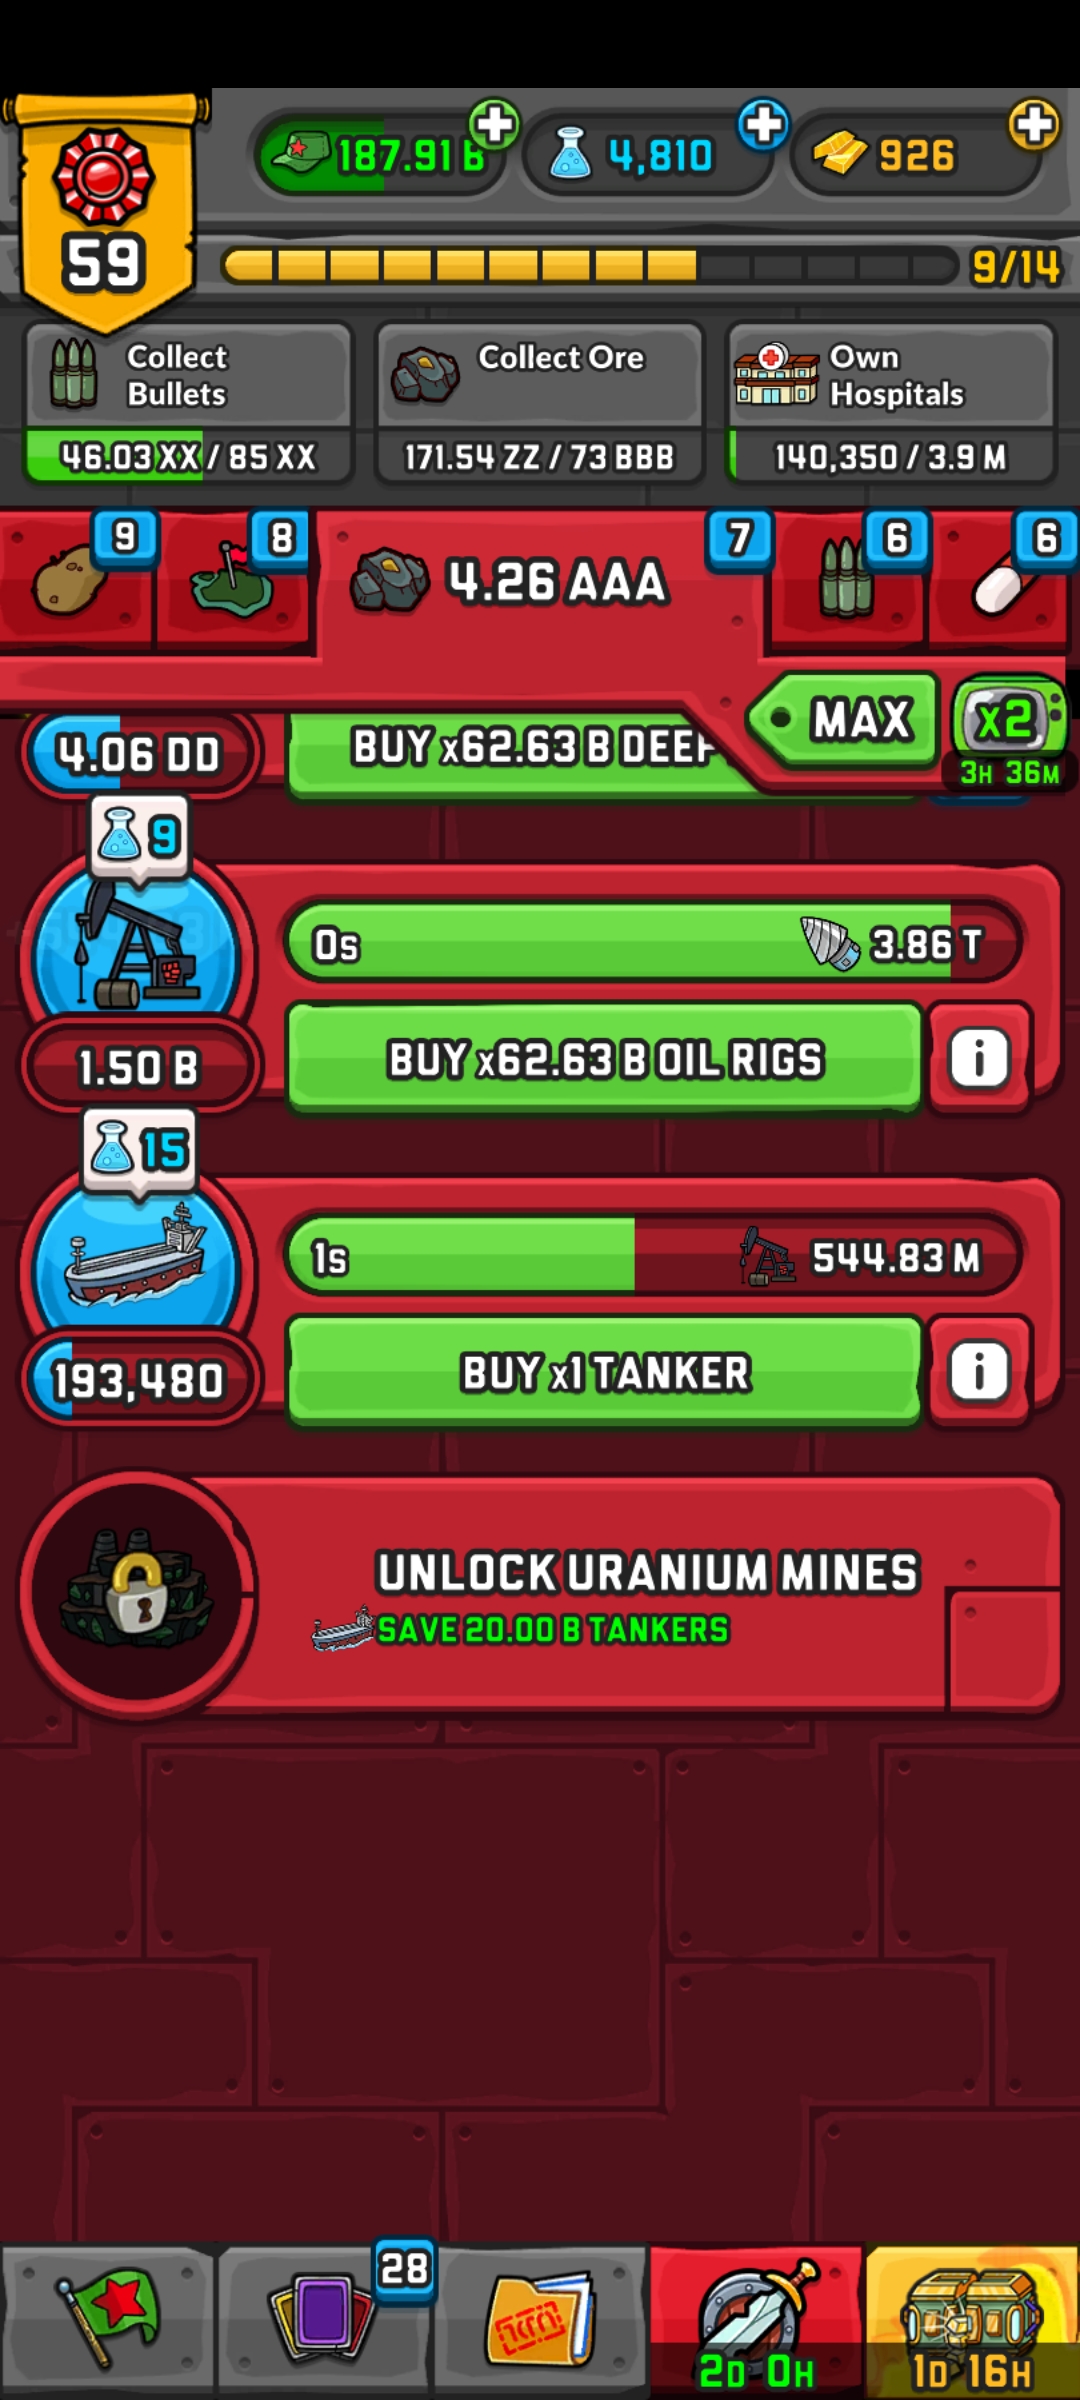 59
187.91 B
4,810
926
9/14
Collect
Bullets
46.03 XX / 85 XX
Collect Ore
171.54 ZZ / 73 BBB
Own
Hospitals
140,350 / 3.9 M
9
8
4.26 AAA
7
6
6
MAX
x2
3H 36M
4.06 DD
BUY x62.63 B DEEP
9
0s
3.86 T
1.50 B
BUY x62.63 B OIL RIGS
i
15
1s
544.83 M
193,480
BUY x1 TANKER
i
UNLOCK URANIUM MINES
SAVE 20.00 B TANKERS
28
2D 0H
1D 16H